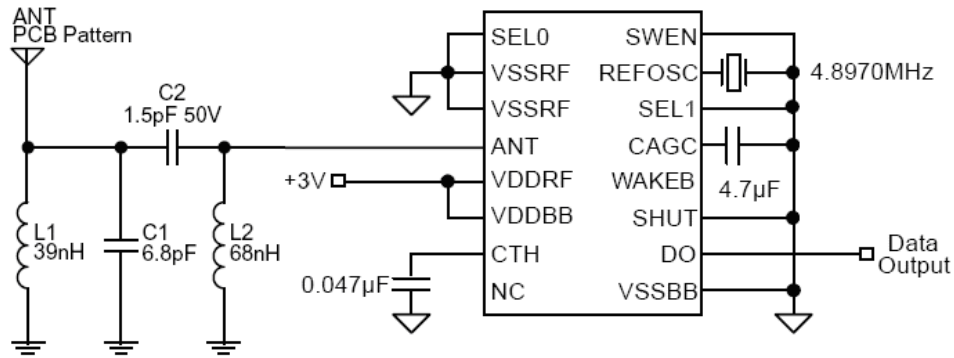 ANT
PCB Pattern
C2
1.5pF 50V
L1
39nH
C1
6.8pF
L2
68nH
+3V
0.047µF
SEL0
VSSRF
VSSRF
ANT
VDDRF
VDDBB
CTH
NC
SWEN
REFOSC
SEL1
CAGC
WAKEB
SHUT
DO
VSSBB
4.8970MHz
4.7µF
Data
Output